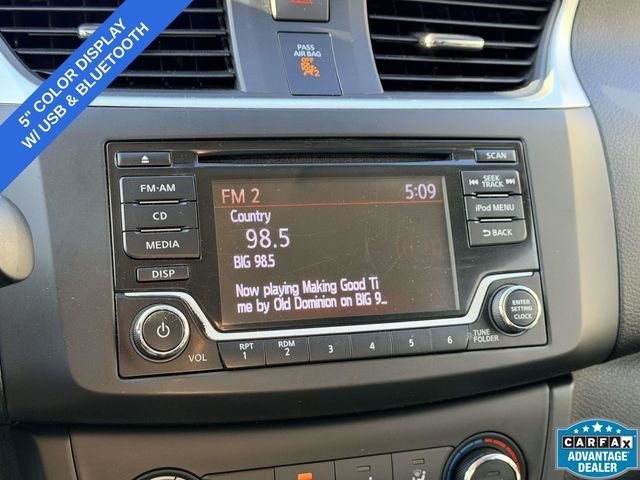 5" COLOR DISPLAY
W/ USB & BLUETOOTH
PASS
AIR BAG
OFF
2
SCAN
FM·AM
CD
MEDIA
DISP
FM 2
5:09
Country
98.5
BIG 98.5
Now playing Making Good Ti
me by Old Dominion on BIG 9…
SEEK
TRACK
iPod MENU
BACK
ENTER
SETTING
CLOCK
VOL
RPT
1
RDM
2
3
4
5
6
TUNE
FOLDER
CARFAX
ADVANTAGE
DEALER